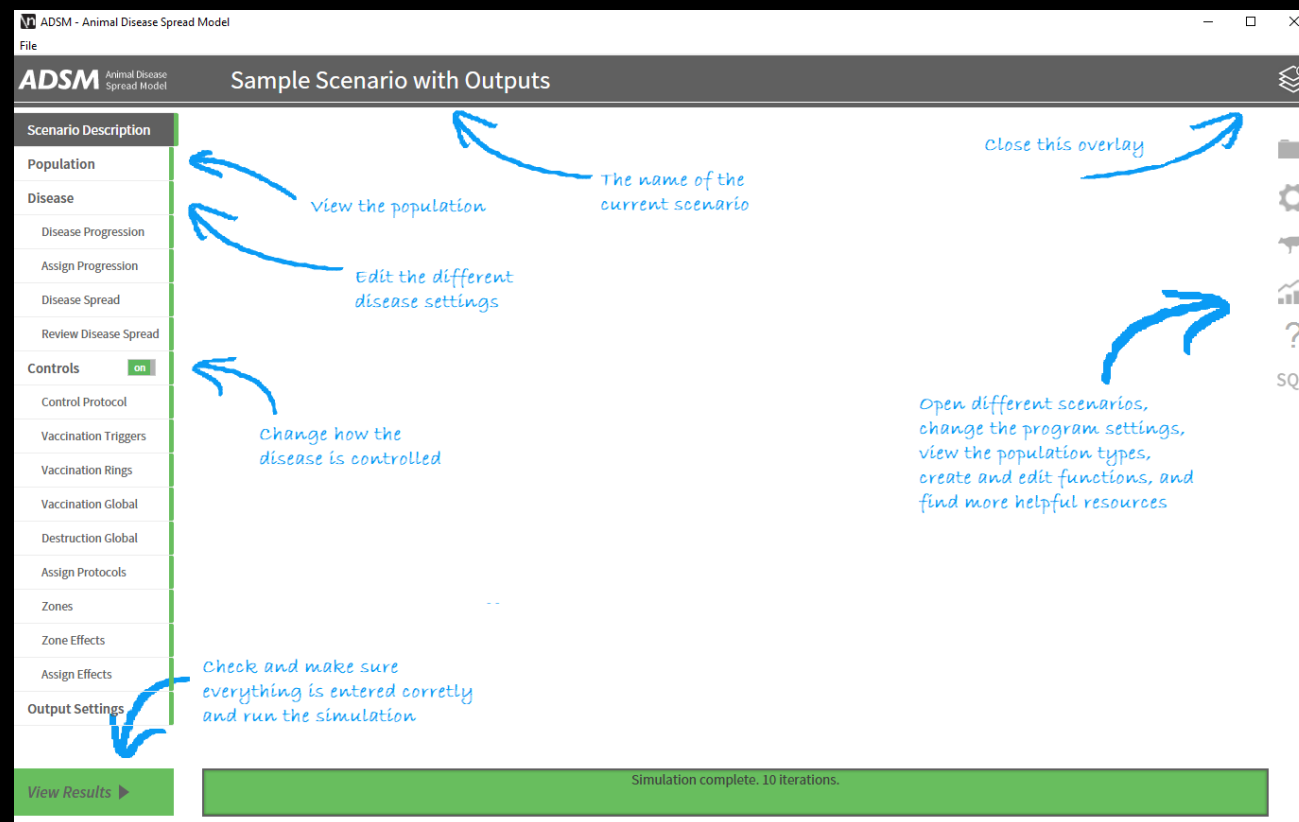 ADSM - Animal Disease Spread Model
File
ADSM Animal Disease
Spread Model
Sample Scenario with Outputs
Scenario Description
Population
Disease
Disease Progression
Assign Progression
Disease Spread
Review Disease Spread
Controls on
Control Protocol
Vaccination Triggers
Vaccination Rings
Vaccination Global
Destruction Global
Assign Protocols
Zones
Zone Effects
Assign Effects
Output Settings
View Results
Close this overlay
The name of the
current scenario
View the population
Edit the different
disease settings
Change how the
disease is controlled
Open different scenarios,
change the program settings,
view the population types,
create and edit functions, and
find more helpful resources
Check and make sure
everything is entered corretly
and run the simulation
?
SQ
Simulation complete. 10 iterations.